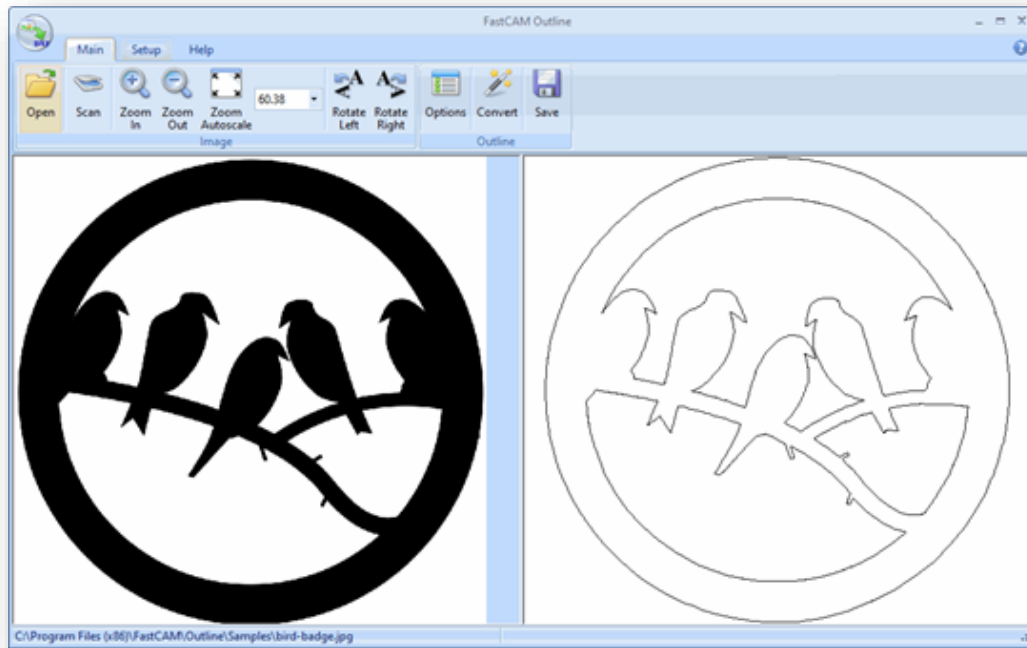 FastCAM Outline
Main Setup Help
Open Scan Zoom In Zoom Out Zoom Autoscale 60.38 Rotate Left Rotate Right Options Convert Save
Image Outline
C:\Program Files (x86)\FastCAM\Outline\Samples\bird-badge.jpg